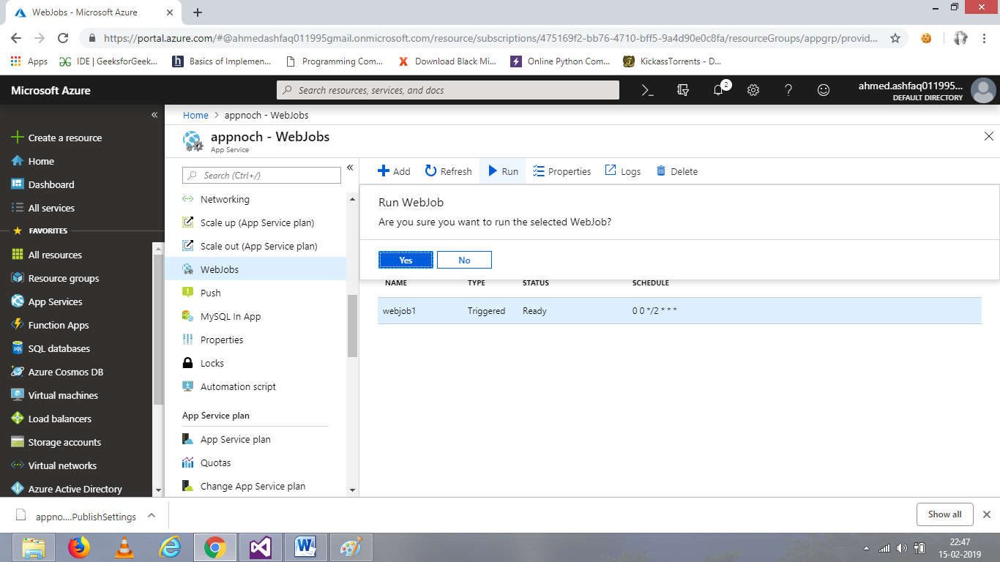 WebJobs - Microsoft Azure
https://portal.azure.com/#@ahmedashfaq011995gmail.onmicrosoft.com/resource/subscriptions/475169f2-bb76-4710-bff5-9a4d90e0c8fa/resourceGroups/appgrp/provid...
Apps
IDE | GeeksforGeek...
Basics of Implemen...
Programming Com...
Download Black Mi...
Online Python Com...
KickassTorrents - D...
Microsoft Azure
Search resources, services, and docs
2
ahmed.ashfaq011995...
DEFAULT DIRECTORY
Create a resource
Home
Dashboard
All services
FAVORITES
All resources
Resource groups
App Services
Function Apps
SQL databases
Azure Cosmos DB
Virtual machines
Load balancers
Storage accounts
Virtual networks
Azure Active Directory
Home > appnoch - WebJobs
appnoch - WebJobs
App Service
Search (Ctrl+/)
Networking
Scale up (App Service plan)
Scale out (App Service plan)
WebJobs
Push
MySQL In App
Properties
Locks
Automation script
App Service plan
App Service plan
Quotas
Change App Service plan
Add
Refresh
Run
Properties
Logs
Delete
Run WebJob
Are you sure you want to run the selected WebJob?
Yes
No
NAME TYPE STATUS SCHEDULE
webjob1 Triggered Ready 0 0 */2 * * *
appno....PublishSettings
Show all
22:47
15-02-2019